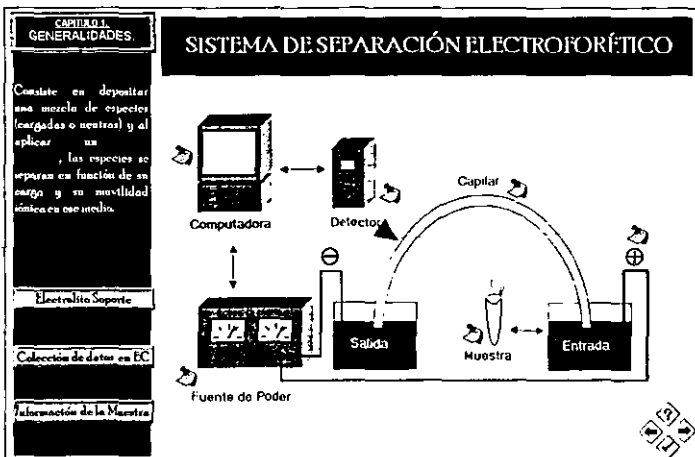 CAPITULO 1.
GENERALIDADES.
SISTEMA DE SEPARACIÓN ELECTROFORÉTICO
Consiste en depositar
una mezcla de especies
(cargadas o neutras) y al
aplicar un
, las especies se
separan en función de su
carga y su movilidad
iónica en ese medio.
Electrolito Soporte
Colección de datos en EC
Información de la Muestra
Computadora
Detector
Capilar
Salida
Muestra
Entrada
Fuente de Poder